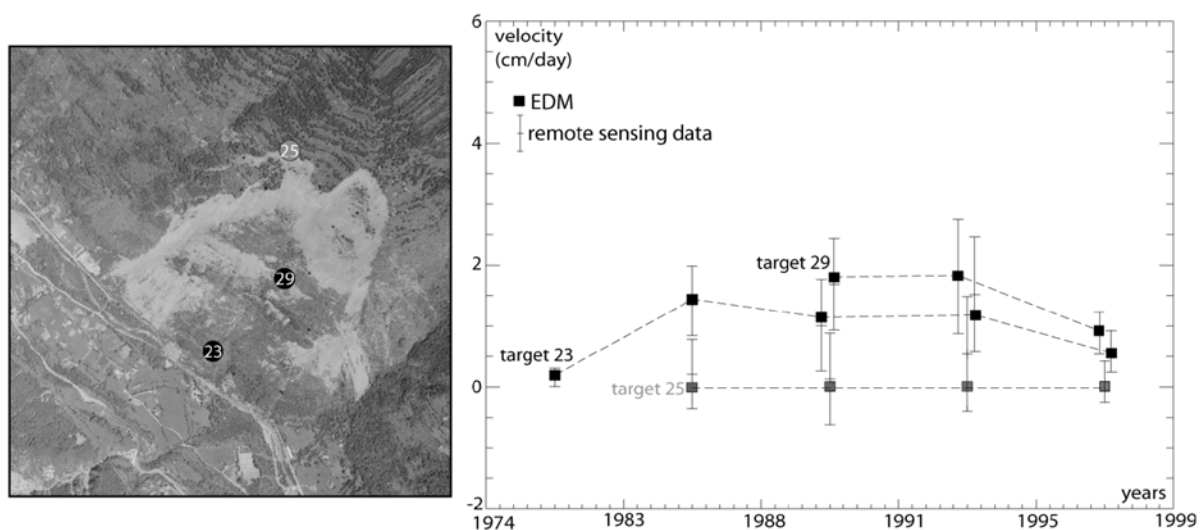 25
29
23
6
velocity
(cm/day)
EDM
remote sensing data
4
target 29
2
target 23
target 25
0
years
-2
1974 1983 1988 1991 1995 1999